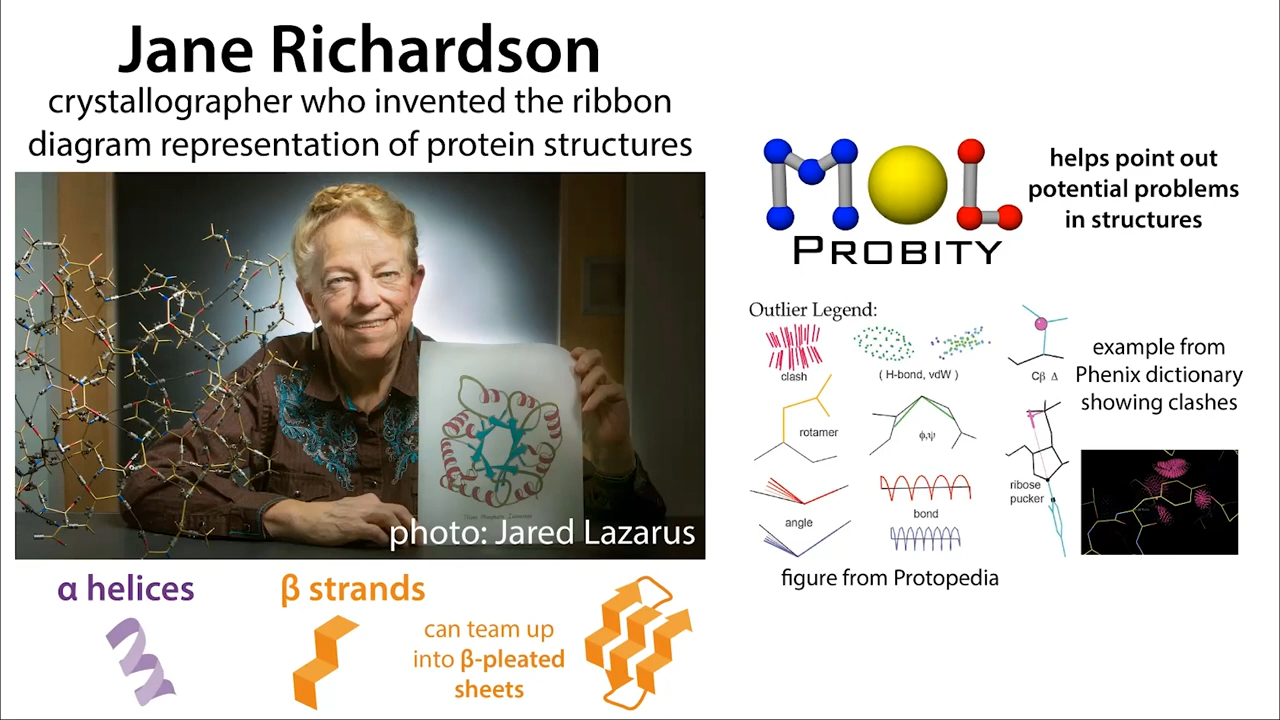 Jane Richardson
crystallographer who invented the ribbon
diagram representation of protein structures
photo: Jared Lazarus
α helices
β strands
can team up
into β-pleated
sheets
MOL
PROBITY
helps point out
potential problems
in structures
Outlier Legend:
clash
( H-bond, vdW )
Cβ Δ
rotamer
ϕ,ψ
ribose
pucker
angle
bond
figure from Protopedia
example from
Phenix dictionary
showing clashes